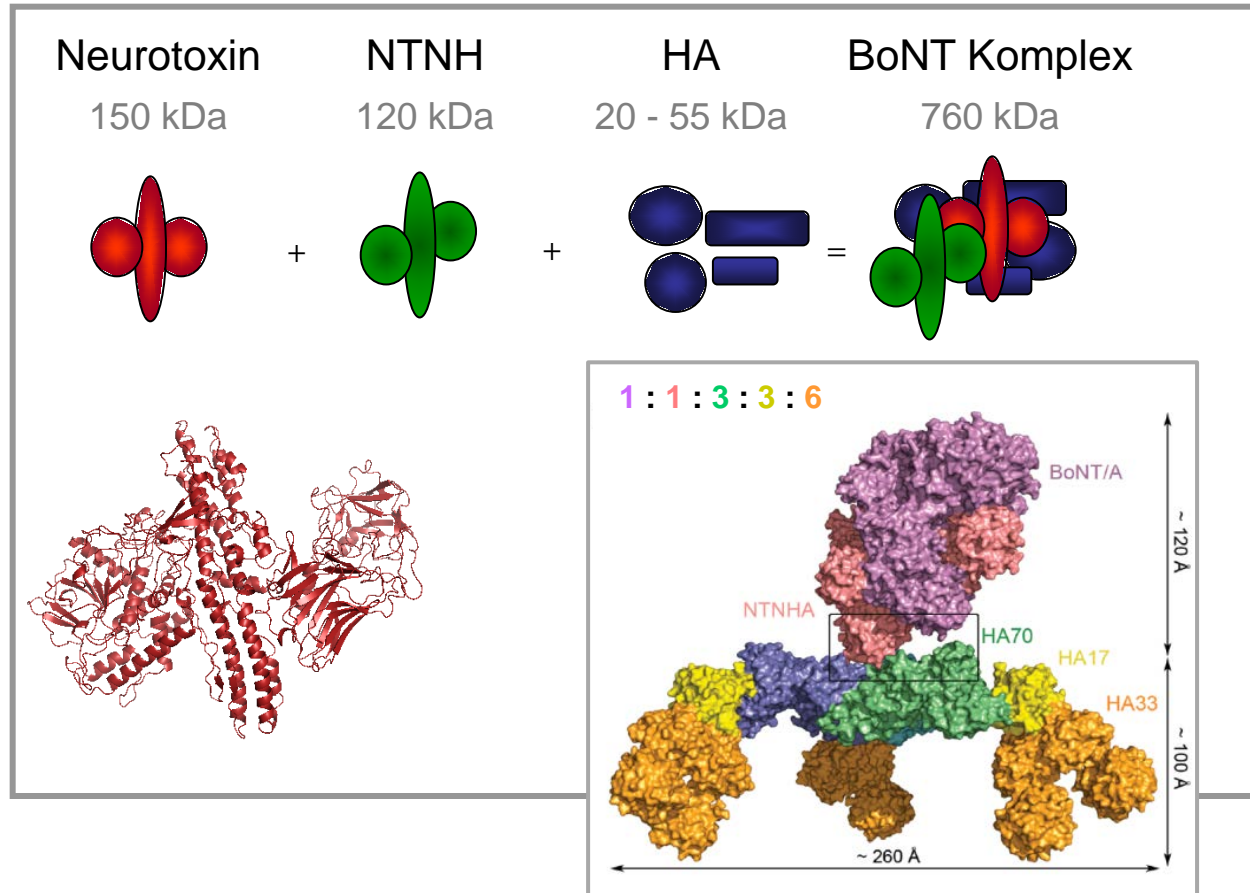 Neurotoxin NTNH HA BoNT Komplex
150 kDa 120 kDa 20 - 55 kDa 760 kDa
+ + =
1 : 1 : 3 : 3 : 6
BoNT/A
~ 120 Å
NTNHA
HA70
HA17
HA33
~ 100 Å
~ 260 Å